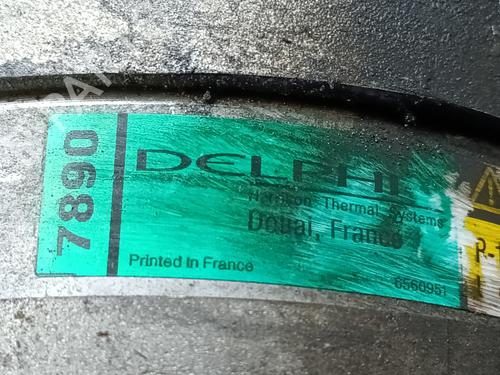 7890
DELPHI
Harrison Thermal Systems
Douai, France
Printed In France
6560951